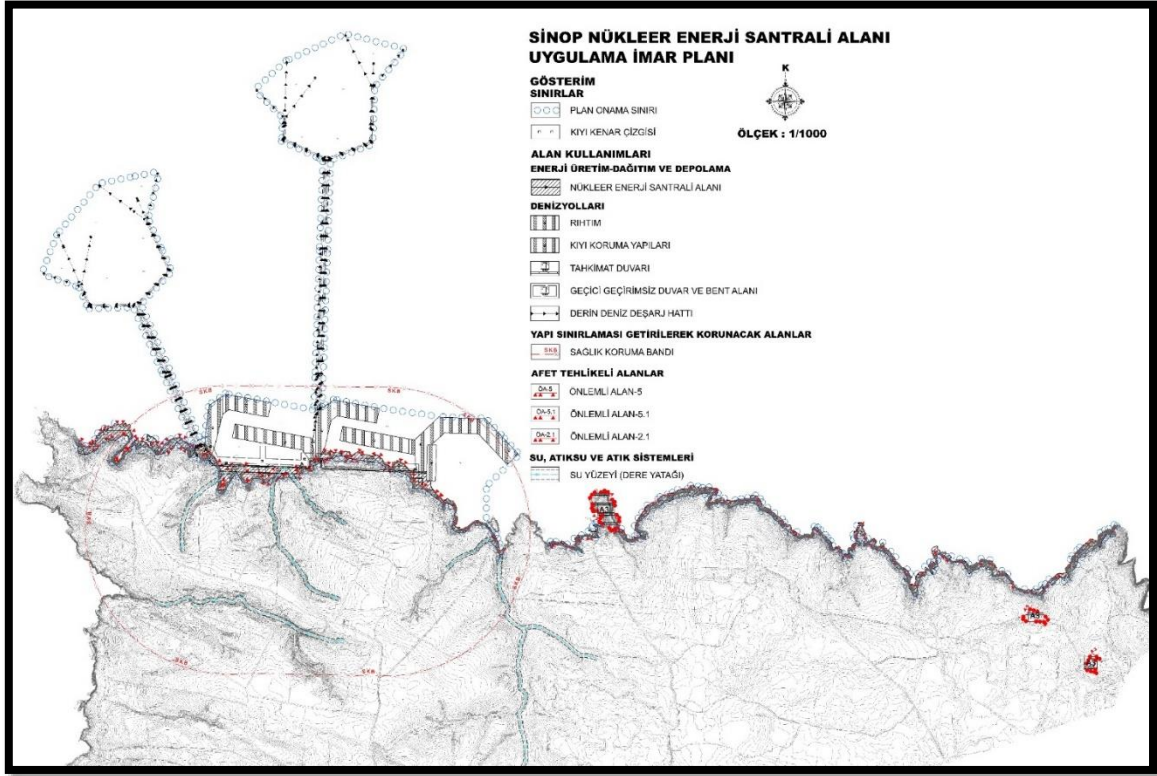 SİNOP NÜKLEER ENERJİ SANTRALİ ALANI
UYGULAMA İMAR PLANI
GÖSTERİM
SINIRLAR
PLAN ONAMA SINIRI
KIYI KENAR ÇİZGİSİ
K
ÖLÇEK : 1/1000
ALAN KULLANIMLARI
ENERJİ ÜRETİM-DAĞITIM VE DEPOLAMA
NÜKLEER ENERJİ SANTRALİ ALANI
DENİZYOLLARI
RIHTIM
KIYI KORUMA YAPILARI
TAHKİMAT DUVARI
GEÇİCİ GEÇİRİMSİZ DUVAR VE BENT ALANI
DERİN DENİZ DEŞARJ HATTI
YAPI SINIRLAMASI GETİRİLEREK KORUNACAK ALANLAR
SKB SAĞLIK KORUMA BANDI
AFET TEHLİKELİ ALANLAR
ÖA-5 ÖNLEMLİ ALAN-5
ÖA-5.1 ÖNLEMLİ ALAN-5.1
ÖA-2.1 ÖNLEMLİ ALAN-2.1
SU, ATIKSU VE ATIK SİSTEMLERİ
SU YÜZEYİ (DERE YATAĞI)
SKB
SKB
SKB
SKB
SKB
SKB
SKB